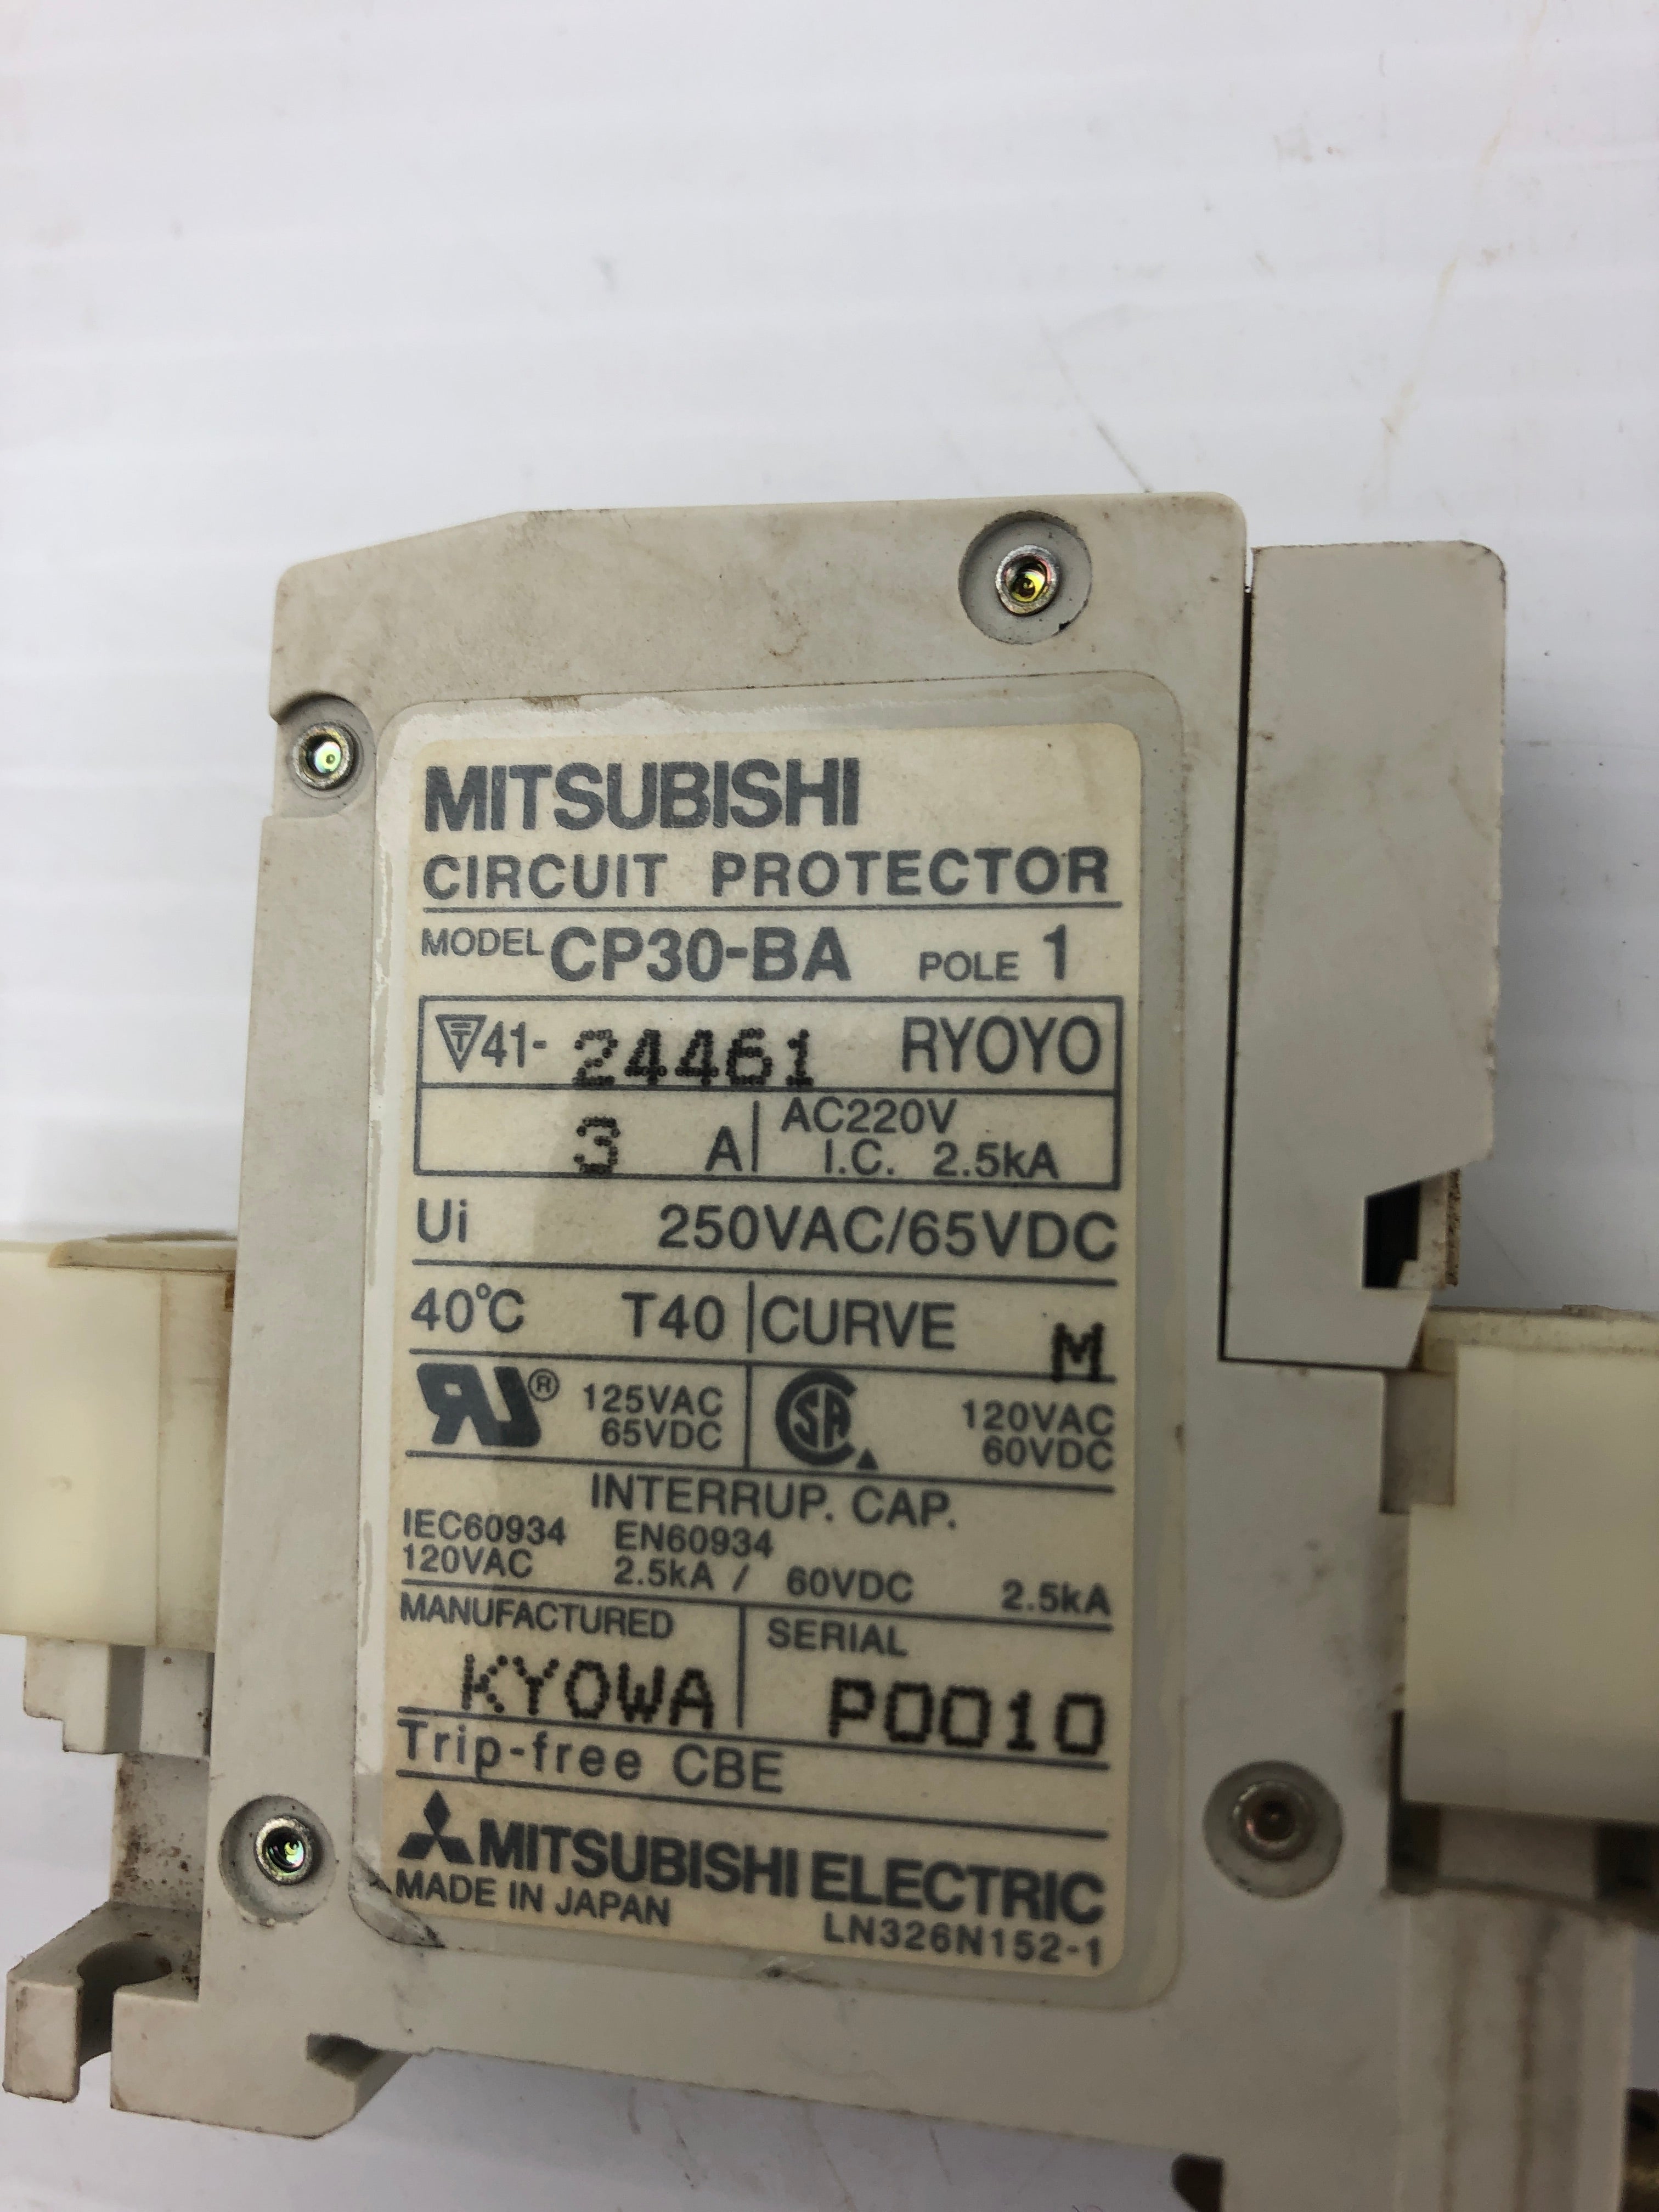 MITSUBISHI
CIRCUIT PROTECTOR
MODEL CP30-BA POLE 1
T 41- 24461 RYOYO
3 A AC220V
I.C. 2.5kA
Ui 250VAC/65VDC
40°C T40 CURVE M
RU® 125VAC
65VDC
SA 120VAC
60VDC
INTERRUP. CAP.
IEC60934 EN60934
120VAC 2.5kA / 60VDC 2.5kA
MANUFACTURED SERIAL
KYOWA P0010
Trip-free CBE
MITSUBISHI ELECTRIC
MADE IN JAPAN LN326N152-1